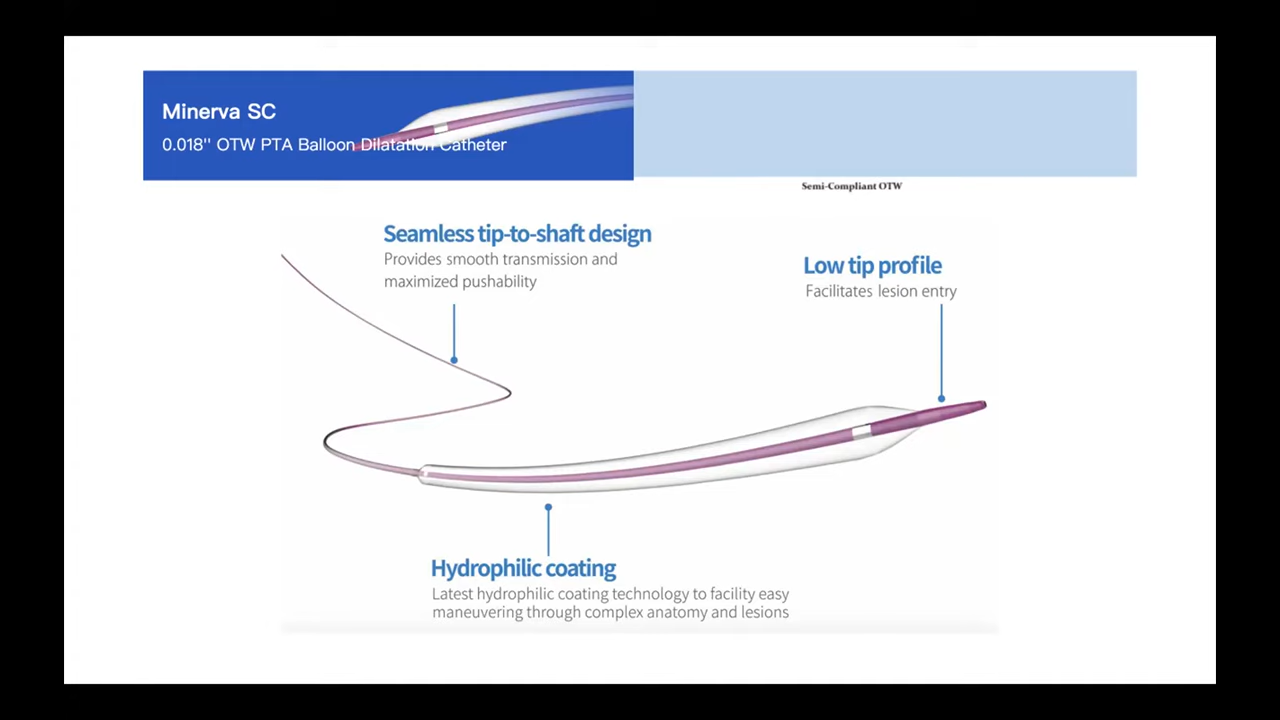 Minerva SC
0.018'' OTW PTA Balloon Dilatation Catheter
Semi-Compliant OTW
Seamless tip-to-shaft design
Provides smooth transmission and
maximized pushability
Low tip profile
Facilitates lesion entry
Hydrophilic coating
Latest hydrophilic coating technology to facility easy
maneuvering through complex anatomy and lesions